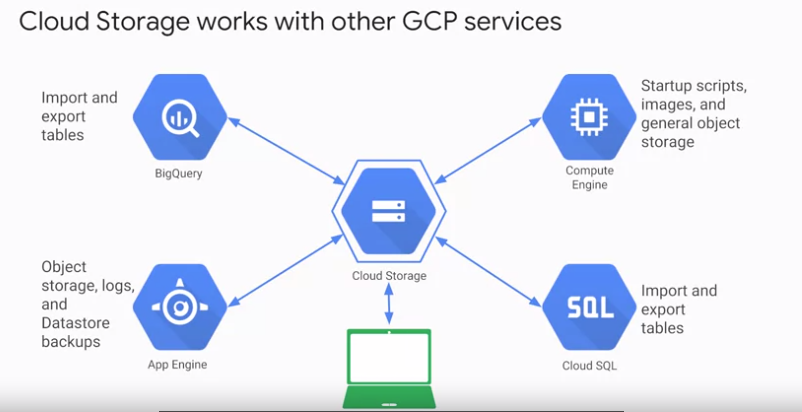 Cloud Storage works with other GCP services
Import and
export
tables
BigQuery
Startup scripts,
images, and
general object
storage
Compute
Engine
Cloud Storage
Object
storage, logs,
and
Datastore
backups
App Engine
SQL
Import and
export
tables
Cloud SQL